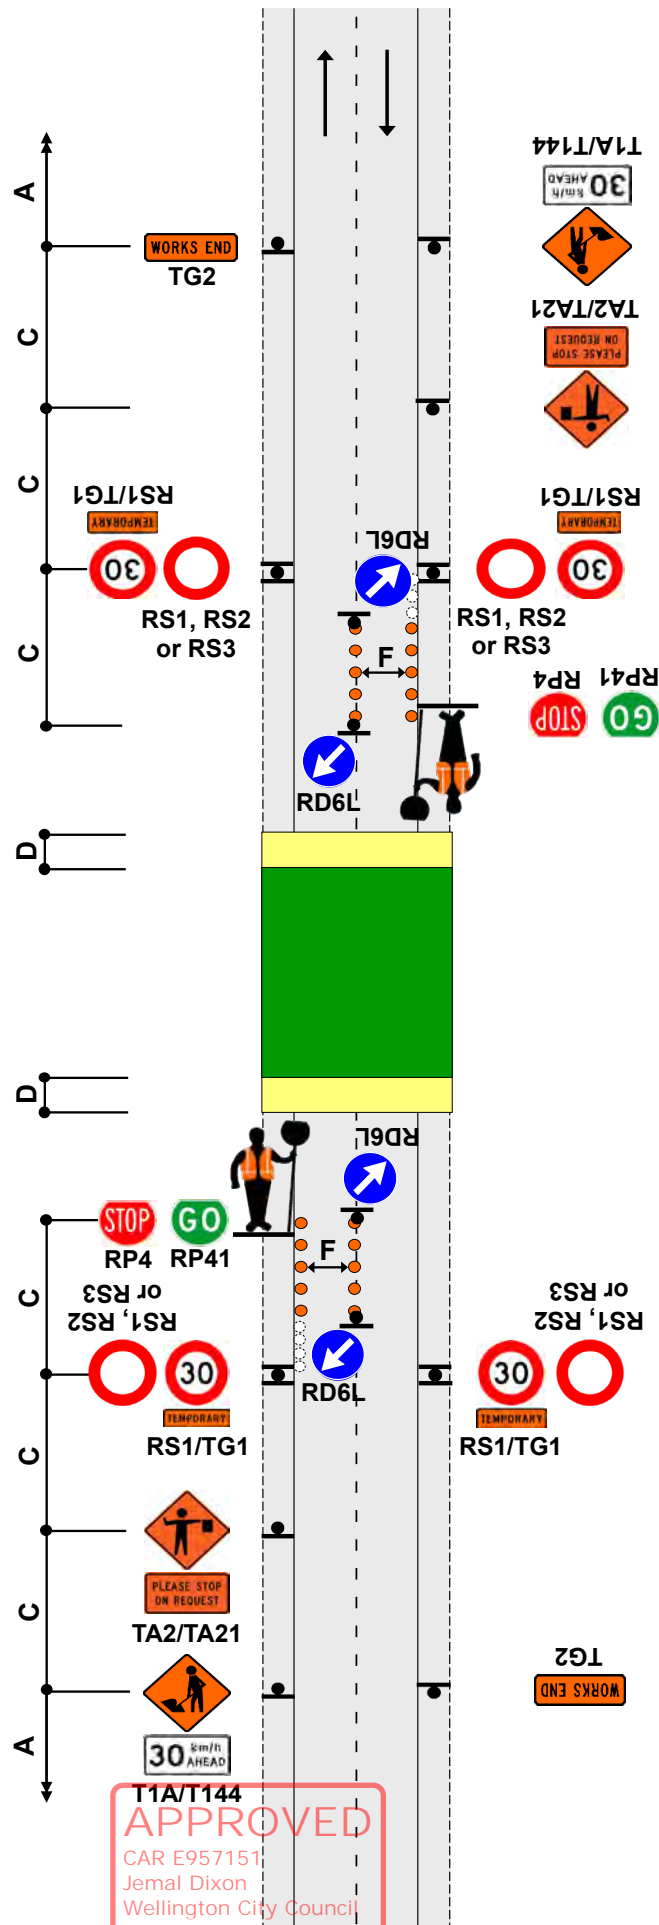 T1A/T144
30 km/h
AHEAD
A
WORKS END
TG2
TA2/TA21
PLEASE STOP
ON REQUEST
C
C
RS1/TG1
TEMPORARY
30
RS1, RS2
or RS3
RD6L
RS1/TG1
TEMPORARY
30
RS1, RS2
or RS3
C
F
RP4
RP41
STOP
GO
RD6L
D
D
RD6L
STOP
GO
RP4
RP41
F
C
RS1, RS2
or RS3
30
TEMPORARY
RS1/TG1
RD6L
RS1, RS2
or RS3
30
TEMPORARY
RS1/TG1
C
PLEASE STOP
ON REQUEST
TA2/TA21
C
TG2
WORKS END
A
30 km/h
AHEAD
T1A/T144
APPROVED
CAR E957151
Jemal Dixon
Wellington City Council